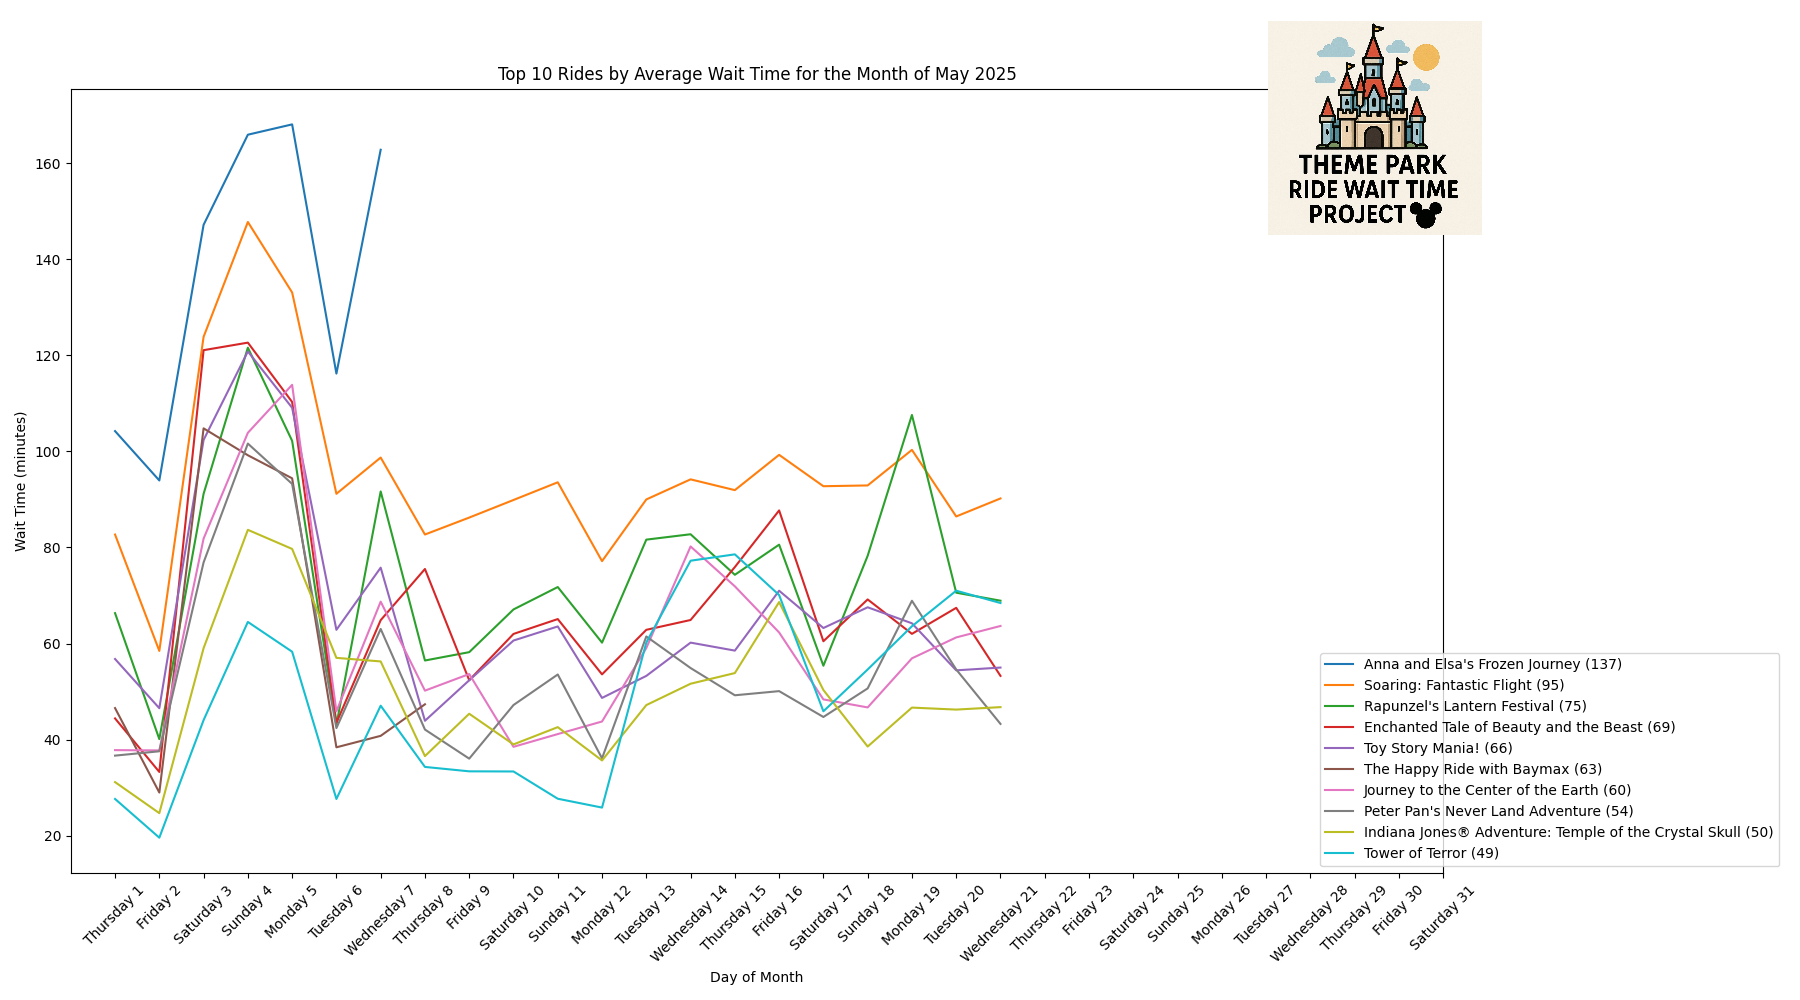 THEME PARK
RIDE WAIT TIME
PROJECT
Top 10 Rides by Average Wait Time for the Month of May 2025
Wait Time (minutes)
160
140
120
100
80
60
40
20
Anna and Elsa's Frozen Journey (137)
Soaring: Fantastic Flight (95)
Rapunzel's Lantern Festival (75)
Enchanted Tale of Beauty and the Beast (69)
Toy Story Mania! (66)
The Happy Ride with Baymax (63)
Journey to the Center of the Earth (60)
Peter Pan's Never Land Adventure (54)
Indiana Jones® Adventure: Temple of the Crystal Skull (50)
Tower of Terror (49)
Thursday 1
Friday 2
Saturday 3
Sunday 4
Monday 5
Tuesday 6
Wednesday 7
Thursday 8
Friday 9
Saturday 10
Sunday 11
Monday 12
Tuesday 13
Wednesday 14
Thursday 15
Friday 16
Saturday 17
Sunday 18
Monday 19
Tuesday 20
Wednesday 21
Thursday 22
Friday 23
Saturday 24
Sunday 25
Monday 26
Tuesday 27
Wednesday 28
Thursday 29
Friday 30
Saturday 31
Day of Month